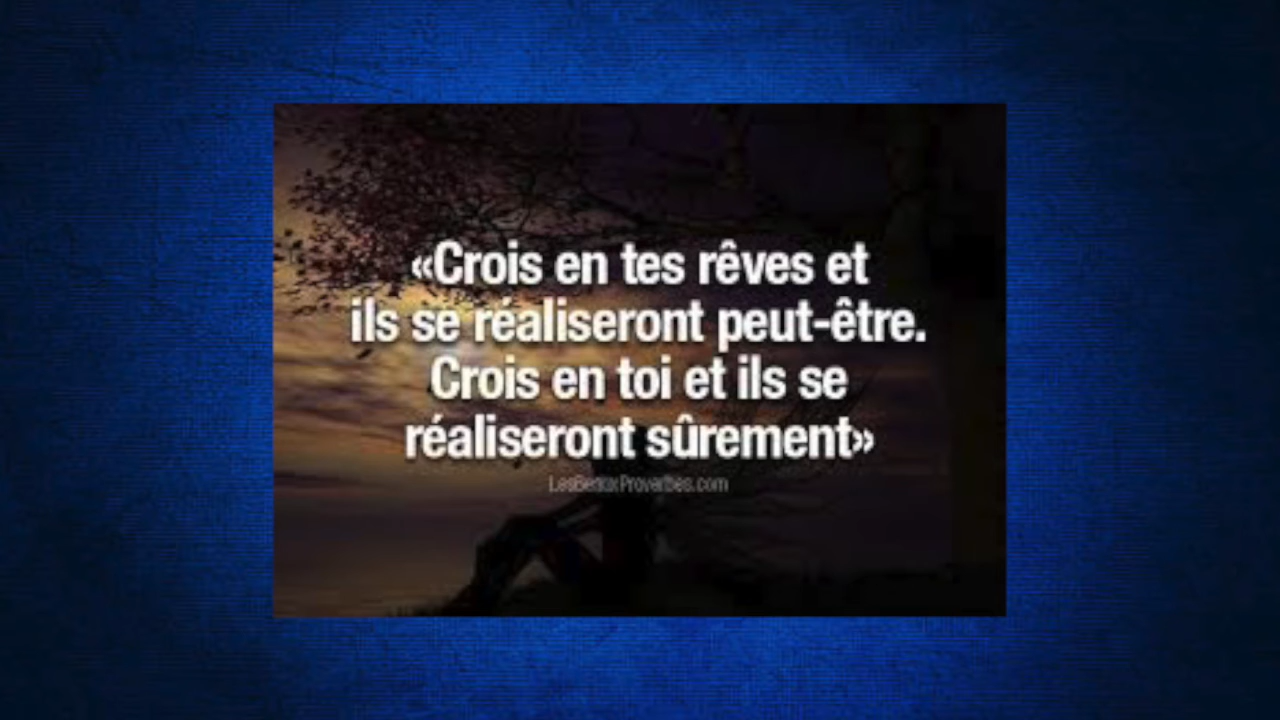 «Crois en tes rêves et
ils se réaliseront peut-être.
Crois en toi et ils se
réaliseront sûrement»
LesBeauxProverbes.com